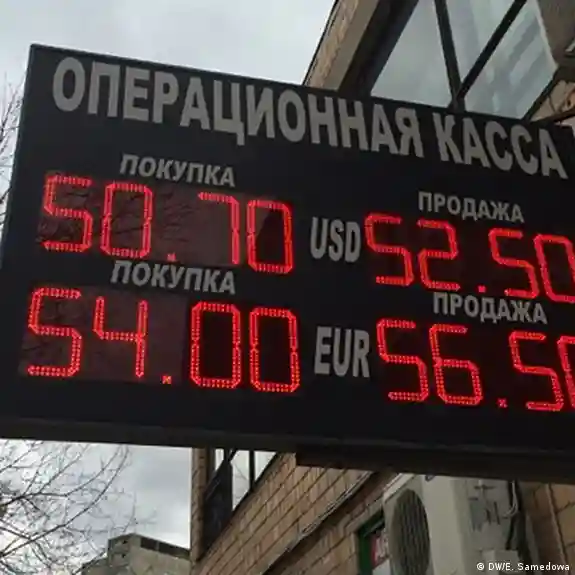 ОПЕРАЦИОННАЯ КАССА
ПОКУПКА ПРОДАЖА
50.70 USD 52.50
ПОКУПКА ПРОДАЖА
54.00 EUR 56.50
© DW/E. Samedowa